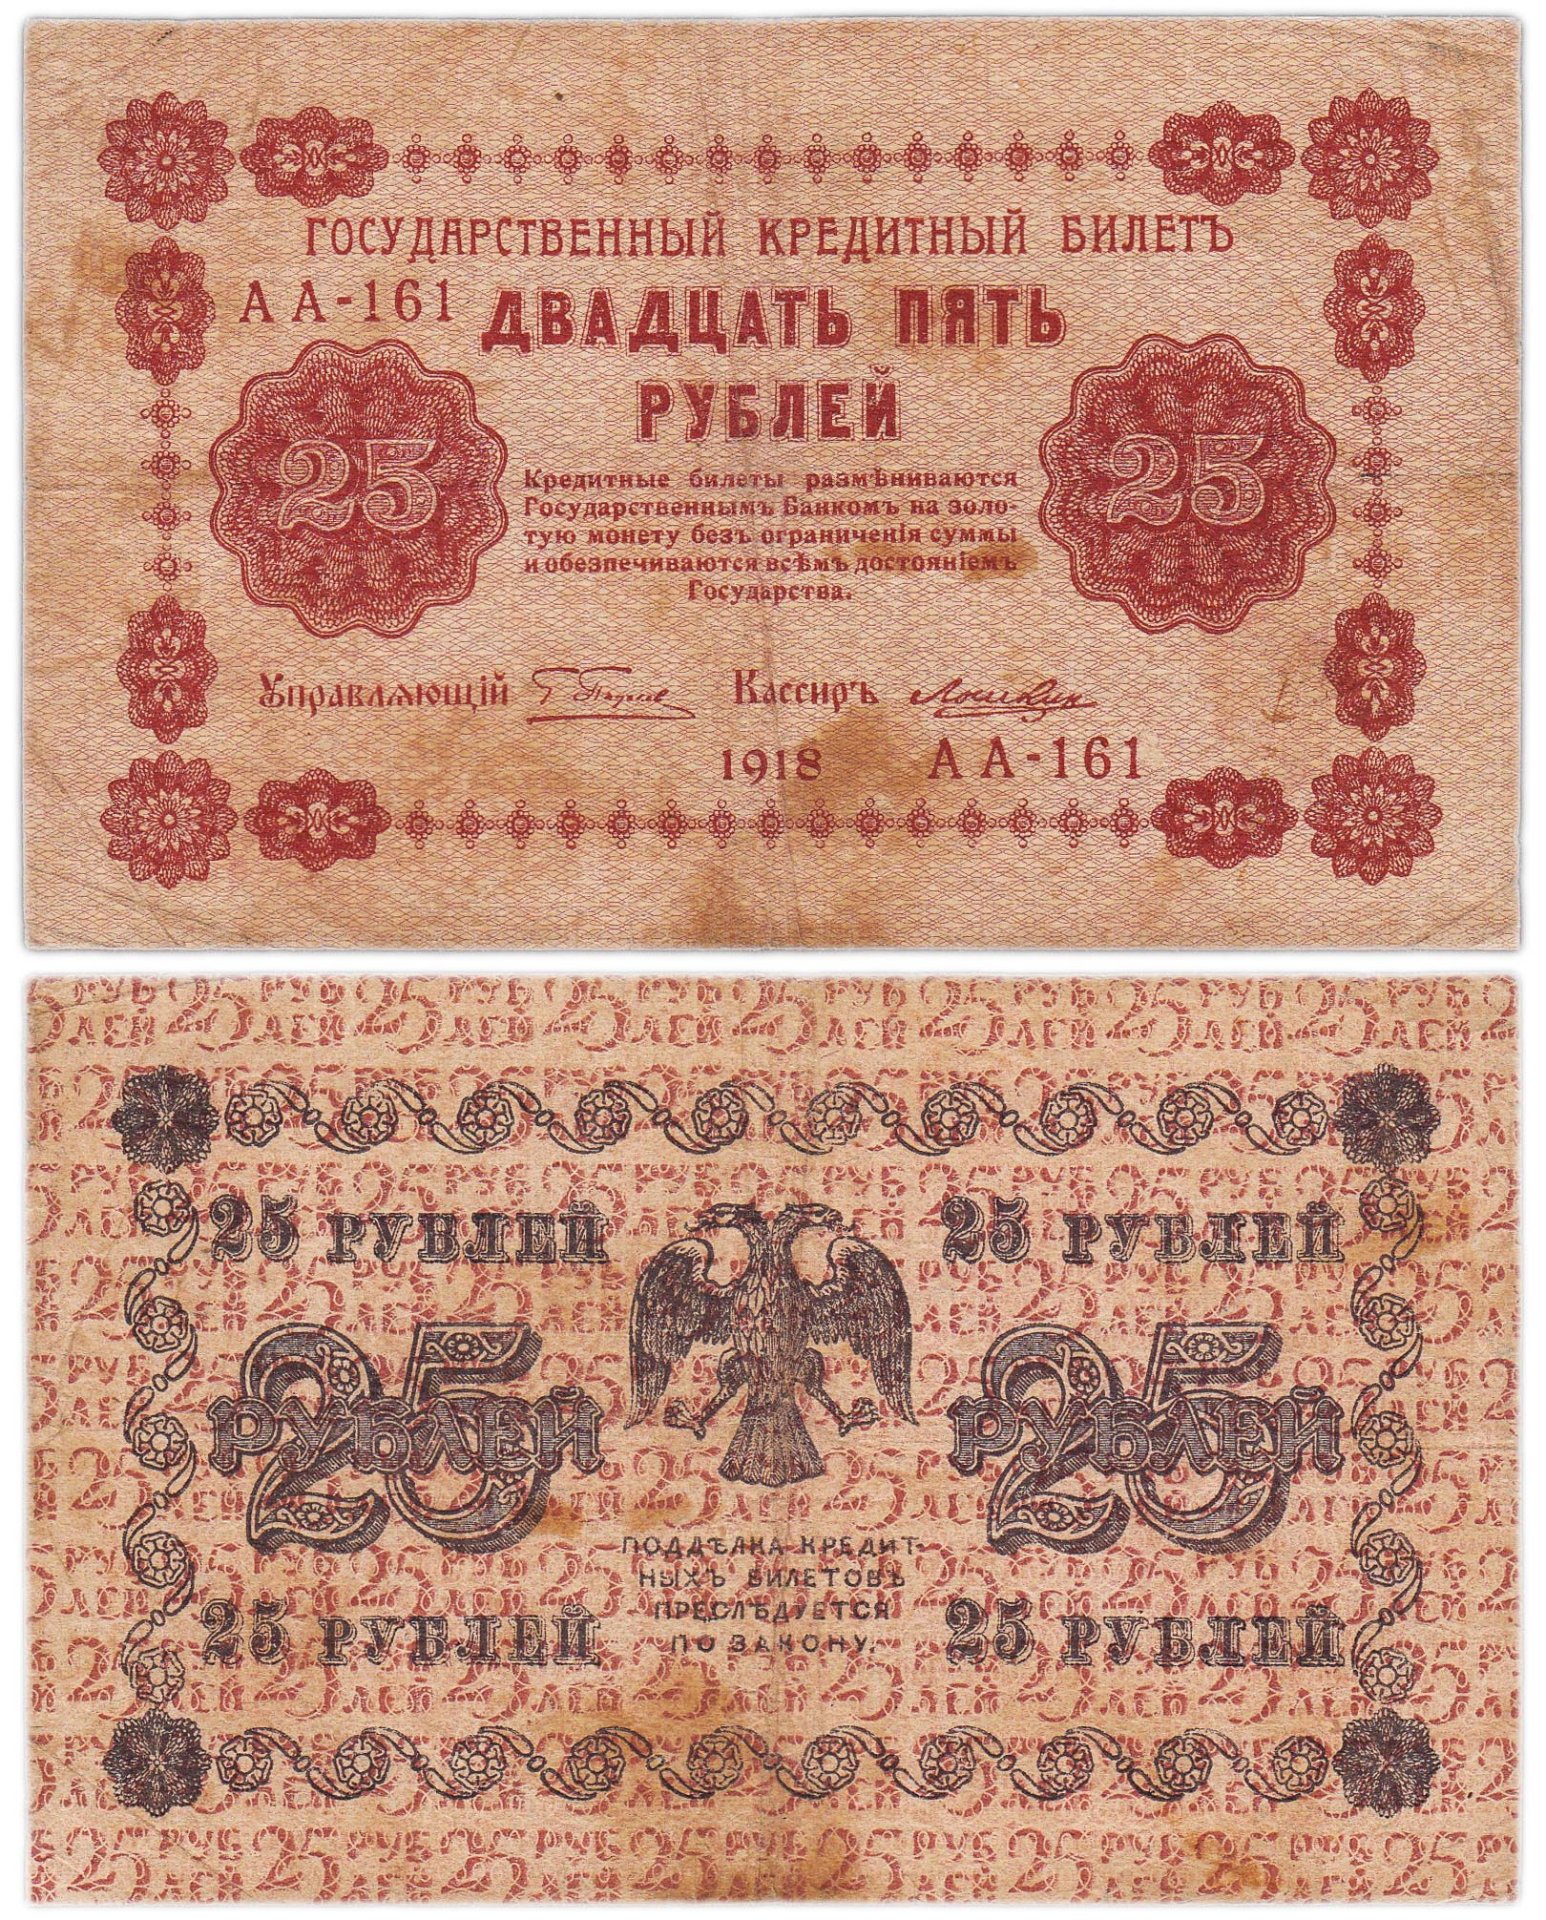 ГОСУДАРСТВЕННЫЙ КРЕДИТНЫЙ БИЛЕТЪ
АА-161
ДВАДЦАТЬ ПЯТЬ
РУБЛЕЙ
25
25
Кредитные билеты размѣниваются
Государственнымъ Банкомъ на золо-
тую монету безъ ограниченія суммы
и обезпечиваются всѣмъ достояніемъ
Государства.
Управляющій
Кассиръ
1918 АА-161
25 РУБЛЕЙ
25 РУБЛЕЙ
25
РУБЛЕЙ
25
РУБЛЕЙ
ПОДДѢЛКА КРЕДИТ-
НЫХЪ БИЛЕТОВЪ
ПРЕСЛѢДУЕТСЯ
ПО ЗАКОНУ.
25 РУБЛЕЙ
25 РУБЛЕЙ